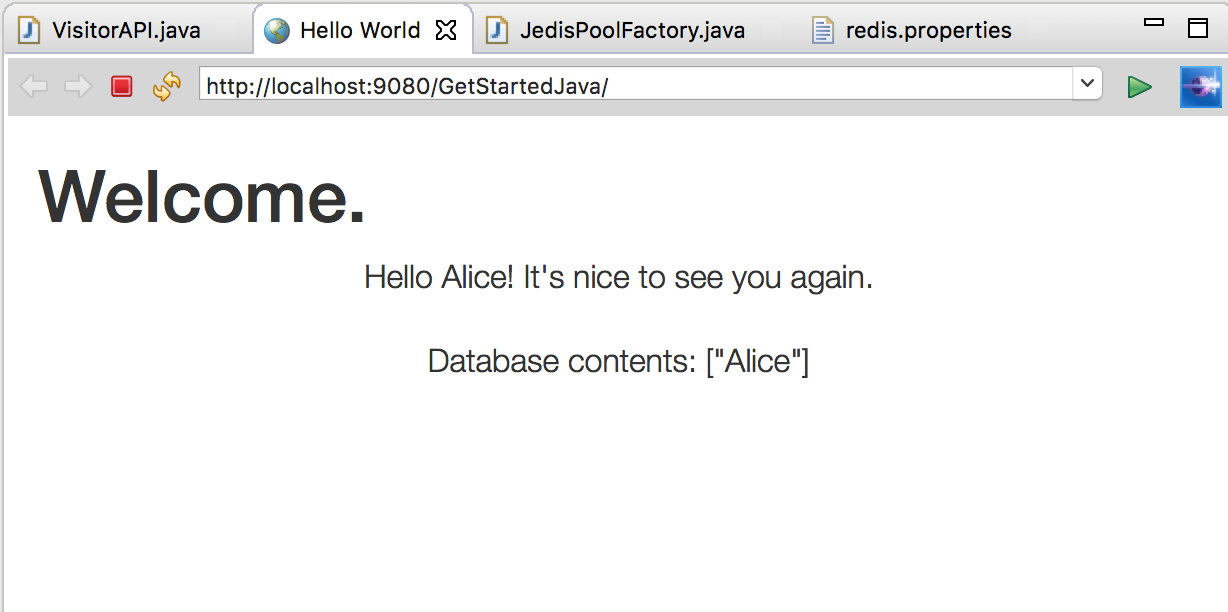 VisitorAPI.java Hello World JedisPoolFactory.java redis.properties
http://localhost:9080/GetStartedJava/
Welcome.
Hello Alice! It's nice to see you again.
Database contents: ["Alice"]